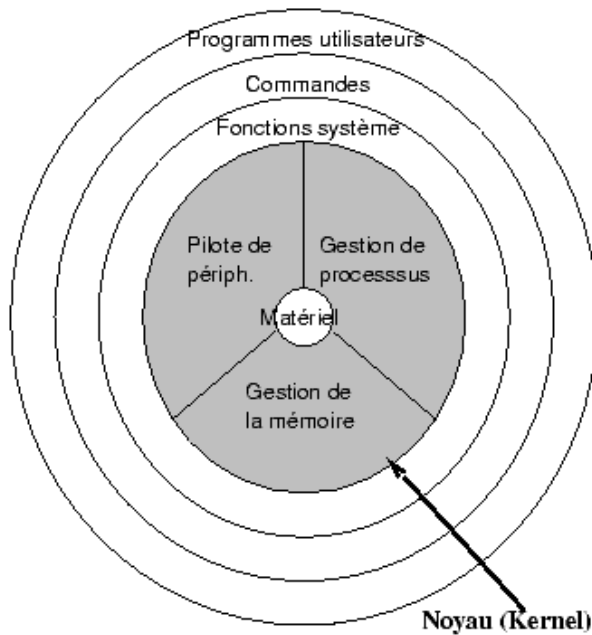 Programmes utilisateurs
Commandes
Fonctions système
Pilote de
périph.
Gestion de
processsus
Matériel
Gestion de
la mémoire
Noyau (Kernel)